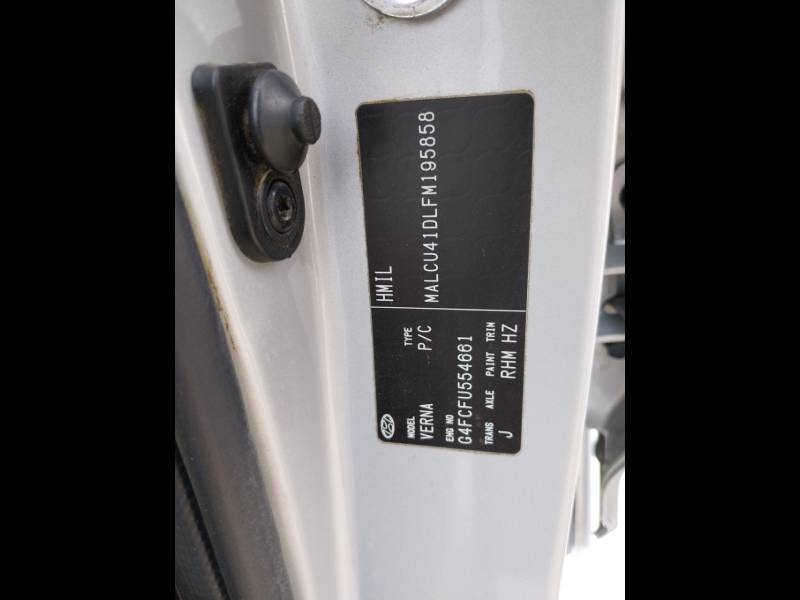 HMIL
MALCU41DLFM195858
MODEL TYPE
VERNA P/C
ENG NO
G4FCFU554661
TRANS AXLE PAINT TRIM
J RHM HZ